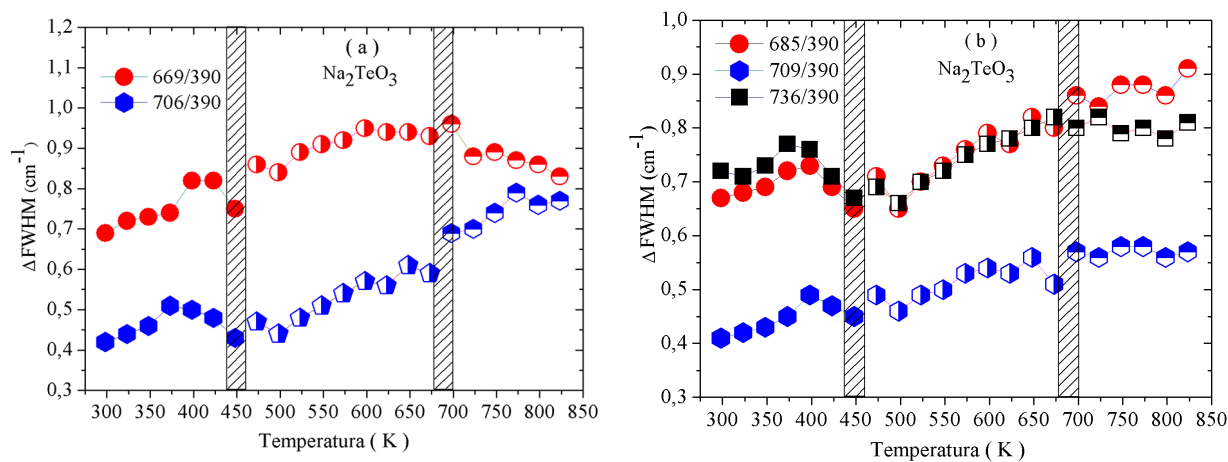 1,2
1,1
1,0
0,9
0,8
0,7
0,6
0,5
0,4
0,3
ΔFWHM (cm⁻¹)
( a )
Na₂TeO₃
669/390
706/390
300 350 400 450 500 550 600 650 700 750 800 850
Temperatura ( K )
1,0
0,9
0,8
0,7
0,6
0,5
0,4
0,3
ΔFWHM (cm⁻¹)
( b )
Na₂TeO₃
685/390
709/390
736/390
300 350 400 450 500 550 600 650 700 750 800 850
Temperatura ( K )